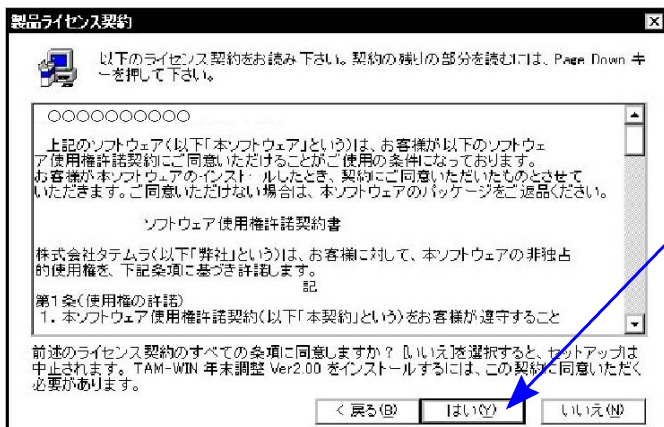 製品ライセンス契約
以下のライセンス契約をお読み下さい。契約の残りの部分を読むには、Page Down キ
ーを押して下さい。
○○○○○○○○○○
上記のソフトウェア(以下「本ソフトウェア」という)は、お客様が以下のソフトウェ
ア使用権許諾契約にご同意いただけることがご使用の条件になっております。
お客様が本ソフトウェアのインストールしたとき、契約にご同意いただいたものとさせて
いただきます。ご同意いただけない場合は、本ソフトウェアのパッケージをご返品ください。
ソフトウェア使用権許諾契約書
株式会社タテムラ(以下「弊社」という)は、お客様に対して、本ソフトウェアの非独占
的使用権を、下記条項に基づき許諾します。
記
第1条(使用権の許諾)
1. 本ソフトウェア使用権許諾契約(以下「本契約」という)をお客様が遵守すること
前述のライセンス契約のすべての条項に同意しますか？ [いいえ]を選択すると、セットアップは
中止されます。TAM-WIN 年末調整 Ver2.00 をインストールするには、この契約に同意いただく
必要があります。
< 戻る(B) はい(Y) いいえ(N)